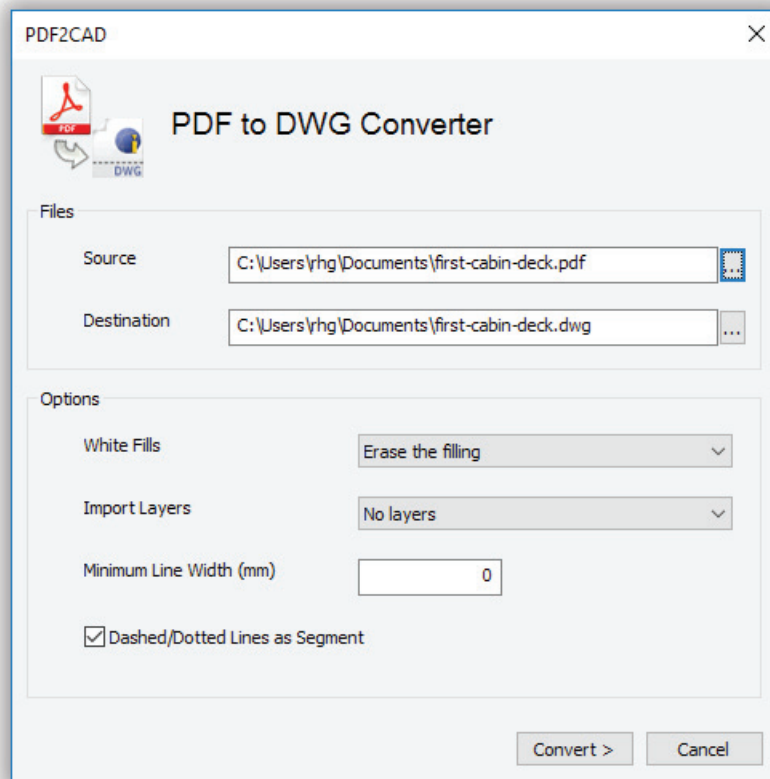 PDF2CAD
PDF
DWG
PDF to DWG Converter
Files
Source C:\Users\rhg\Documents\first-cabin-deck.pdf ...
Destination C:\Users\rhg\Documents\first-cabin-deck.dwg ...
Options
White Fills Erase the filling
Import Layers No layers
Minimum Line Width (mm) 0
Dashed/Dotted Lines as Segment
Convert > Cancel